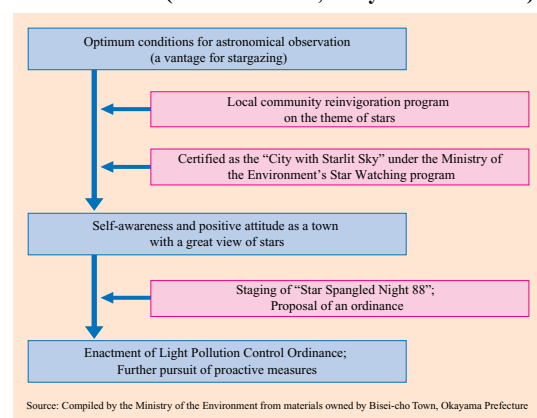 Optimum conditions for astronomical observation
(a vantage for stargazing)
Local community reinvigoration program
on the theme of stars
Certified as the “City with Starlit Sky” under the Ministry of
the Environment’s Star Watching program
Self-awareness and positive attitude as a town
with a great view of stars
Staging of “Star Spangled Night 88”;
Proposal of an ordinance
Enactment of Light Pollution Control Ordinance;
Further pursuit of proactive measures
Source: Compiled by the Ministry of the Environment from materials owned by Bisei-cho Town, Okayama Prefecture